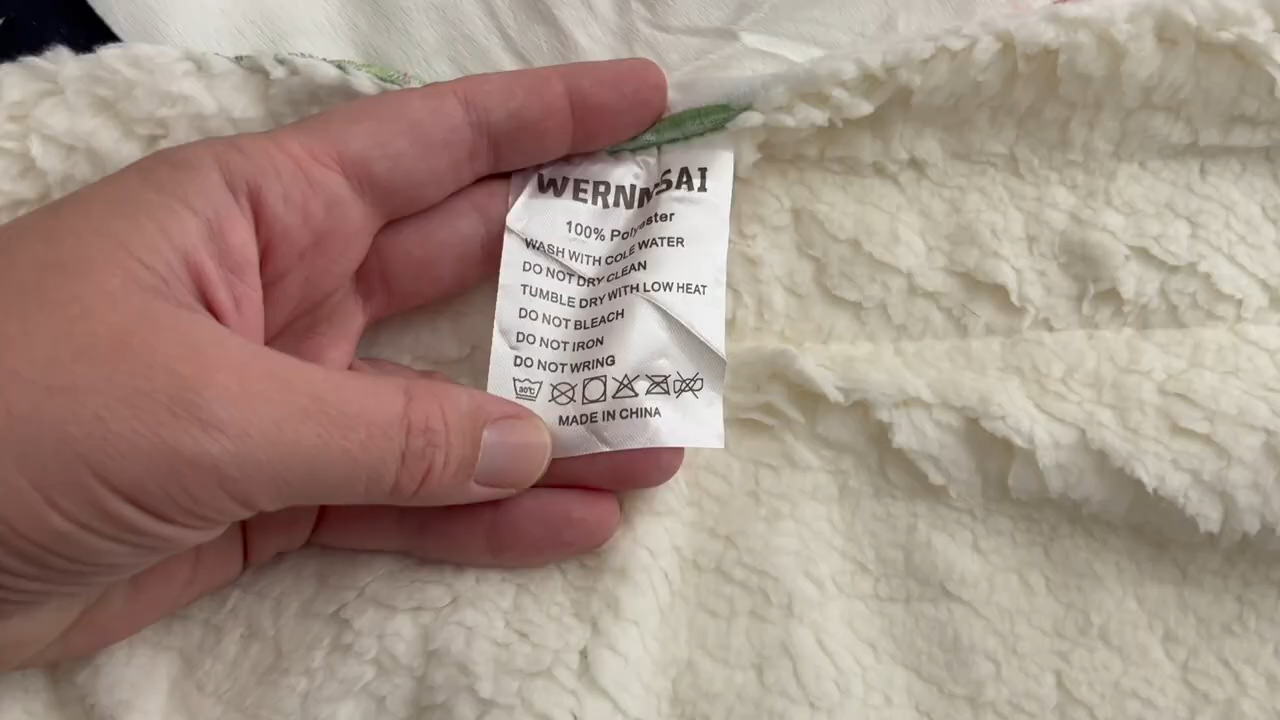 WERNNSAI
100% Polyester
WASH WITH COLE WATER
DO NOT DRY CLEAN
TUMBLE DRY WITH LOW HEAT
DO NOT BLEACH
DO NOT IRON
DO NOT WRING
30°C
MADE IN CHINA